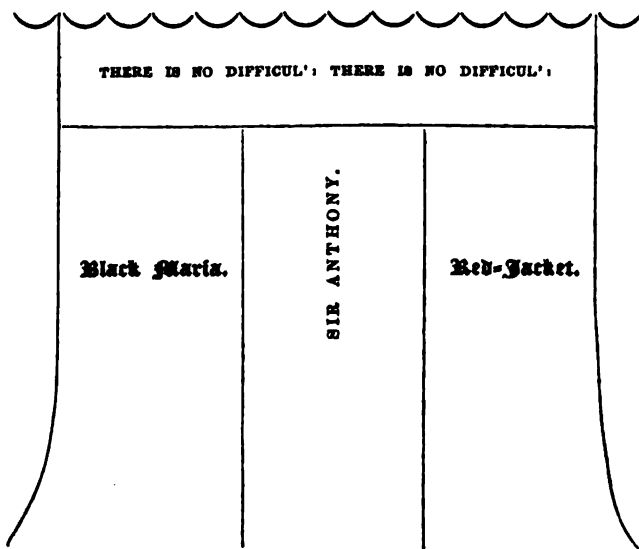 THERE IS NO DIFFICUL': THERE IS NO DIFFICUL':
SIR ANTHONY.
Black Maria.
Red-Jacket.